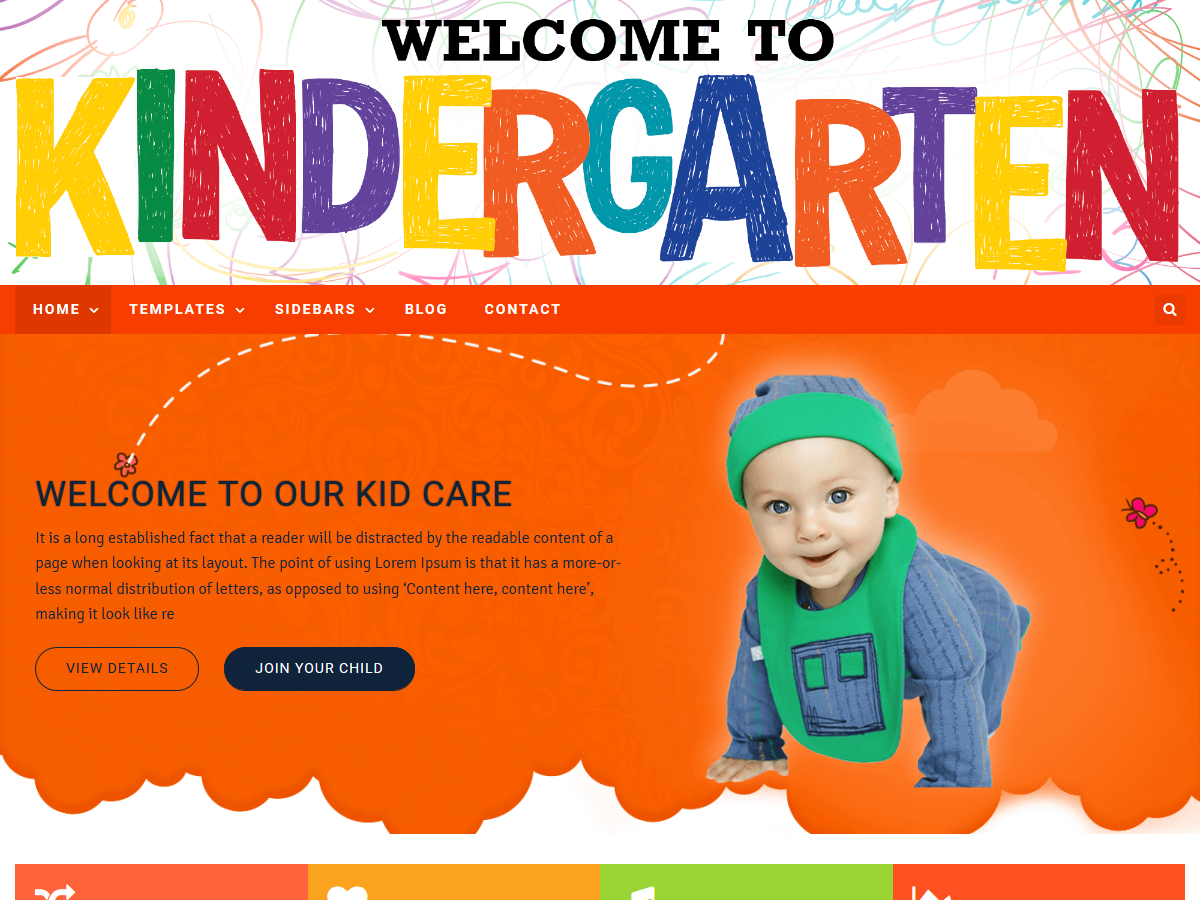 WELCOME TO
KINDERGARTEN
HOME TEMPLATES SIDEBARS BLOG CONTACT
WELCOME TO OUR KID CARE
It is a long established fact that a reader will be distracted by the readable content of a
page when looking at its layout. The point of using Lorem Ipsum is that it has a more-or-
less normal distribution of letters, as opposed to using ‘Content here, content here’,
making it look like re
VIEW DETAILS JOIN YOUR CHILD